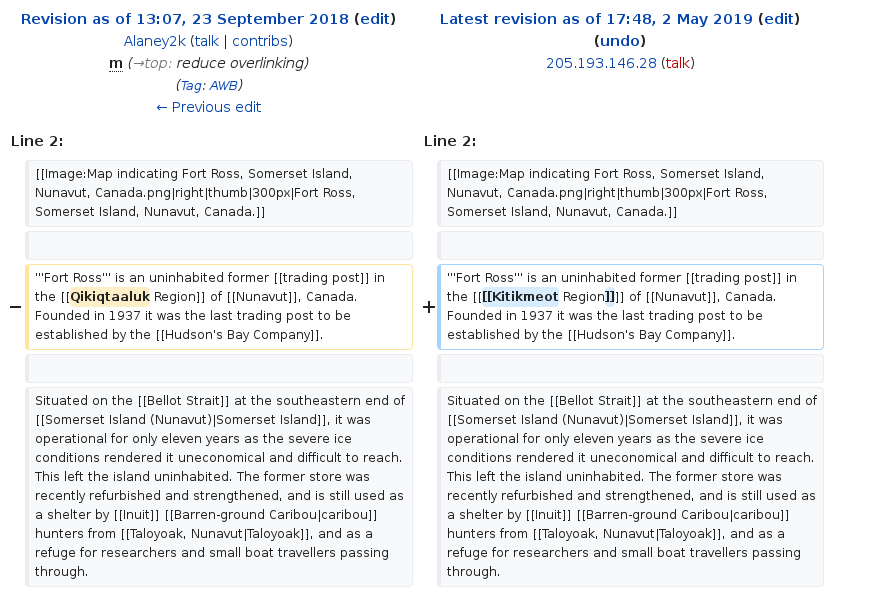 Revision as of 13:07, 23 September 2018 (edit)
Alaney2k (talk | contribs)
m (→top: reduce overlinking)
(Tag: AWB)
← Previous edit
Latest revision as of 17:48, 2 May 2019 (edit)
(undo)
205.193.146.28 (talk)
Line 2:
[[Image:Map indicating Fort Ross, Somerset Island,
Nunavut, Canada.png|right|thumb|300px|Fort Ross,
Somerset Island, Nunavut, Canada.]]
− '''Fort Ross''' is an uninhabited former [[trading post]] in
the [[Qikiqtaaluk Region]] of [[Nunavut]], Canada.
Founded in 1937 it was the last trading post to be
established by the [[Hudson's Bay Company]].
Situated on the [[Bellot Strait]] at the southeastern end of
[[Somerset Island (Nunavut)|Somerset Island]], it was
operational for only eleven years as the severe ice
conditions rendered it uneconomical and difficult to reach.
This left the island uninhabited. The former store was
recently refurbished and strengthened, and is still used as
a shelter by [[Inuit]] [[Barren-ground Caribou|caribou]]
hunters from [[Taloyoak, Nunavut|Taloyoak]], and as a
refuge for researchers and small boat travellers passing
through.
Line 2:
[[Image:Map indicating Fort Ross, Somerset Island,
Nunavut, Canada.png|right|thumb|300px|Fort Ross,
Somerset Island, Nunavut, Canada.]]
+ '''Fort Ross''' is an uninhabited former [[trading post]] in
the [[[[Kitikmeot Region]]]] of [[Nunavut]], Canada.
Founded in 1937 it was the last trading post to be
established by the [[Hudson's Bay Company]].
Situated on the [[Bellot Strait]] at the southeastern end of
[[Somerset Island (Nunavut)|Somerset Island]], it was
operational for only eleven years as the severe ice
conditions rendered it uneconomical and difficult to reach.
This left the island uninhabited. The former store was
recently refurbished and strengthened, and is still used as
a shelter by [[Inuit]] [[Barren-ground Caribou|caribou]]
hunters from [[Taloyoak, Nunavut|Taloyoak]], and as a
refuge for researchers and small boat travellers passing
through.